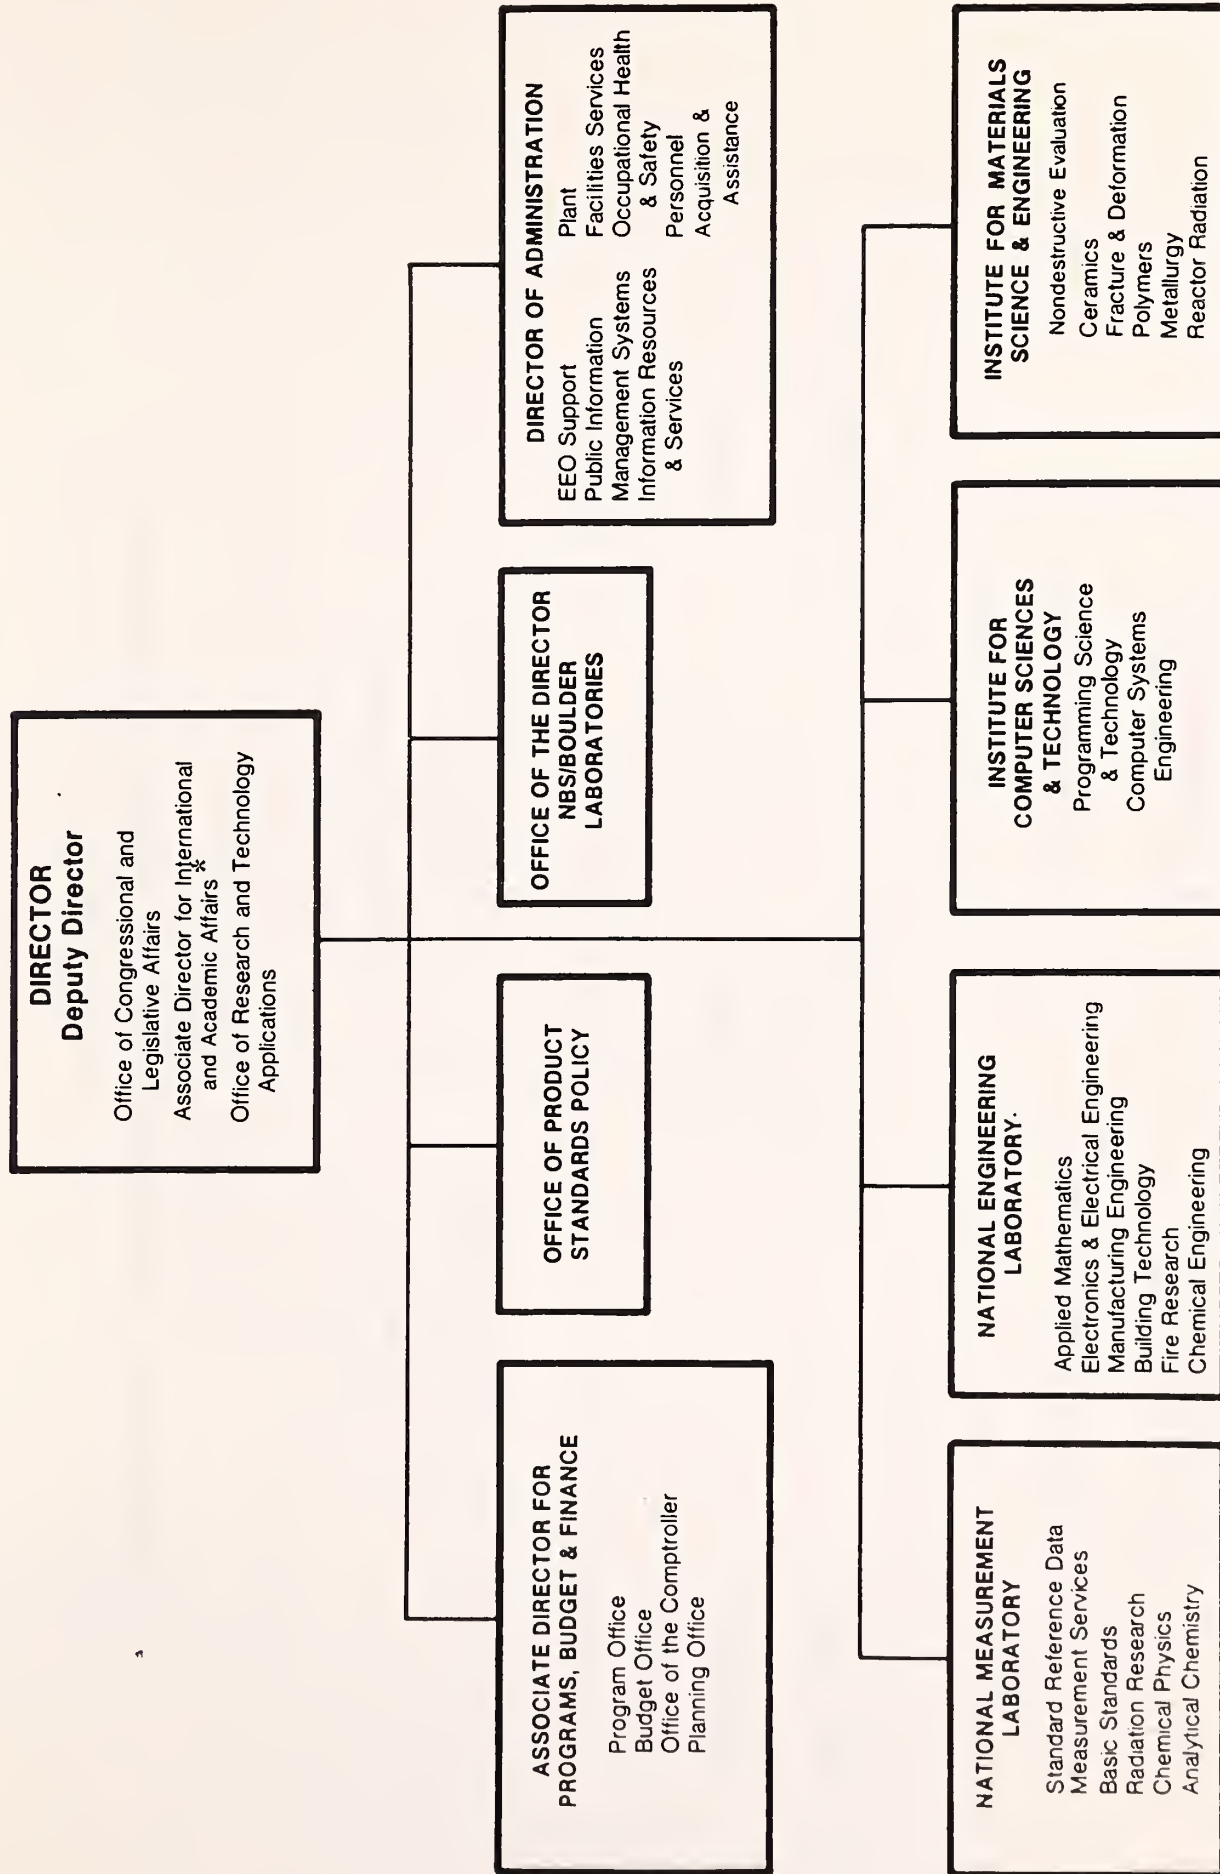 DIRECTOR
Deputy Director
Office of Congressional and
Legislative Affairs
Associate Director for International
and Academic Affairs*
Office of Research and Technology
Applications
ASSOCIATE DIRECTOR FOR
PROGRAMS, BUDGET & FINANCE
Program Office
Budget Office
Office of the Comptroller
Planning Office
OFFICE OF PRODUCT
STANDARDS POLICY
OFFICE OF THE DIRECTOR
NBS/BOULDER
LABORATORIES
DIRECTOR OF ADMINISTRATION
EEO Support
Public Information
Management Systems
Information Resources
& Services
Plant
Facilities Services
Occupational Health
& Safety
Personnel
Acquisition &
Assistance
NATIONAL MEASUREMENT
LABORATORY
Standard Reference Data
Measurement Services
Basic Standards
Radiation Research
Chemical Physics
Analytical Chemistry
NATIONAL ENGINEERING
LABORATORY.
Applied Mathematics
Electronics & Electrical Engineering
Manufacturing Engineering
Building Technology
Fire Research
Chemical Engineering
INSTITUTE FOR
COMPUTER SCIENCES
& TECHNOLOGY
Programming Science
& Technology
Computer Systems
Engineering
INSTITUTE FOR MATERIALS
SCIENCE & ENGINEERING
Nondestructive Evaluation
Ceramics
Fracture & Deformation
Polymers
Metallurgy
Reactor Radiation